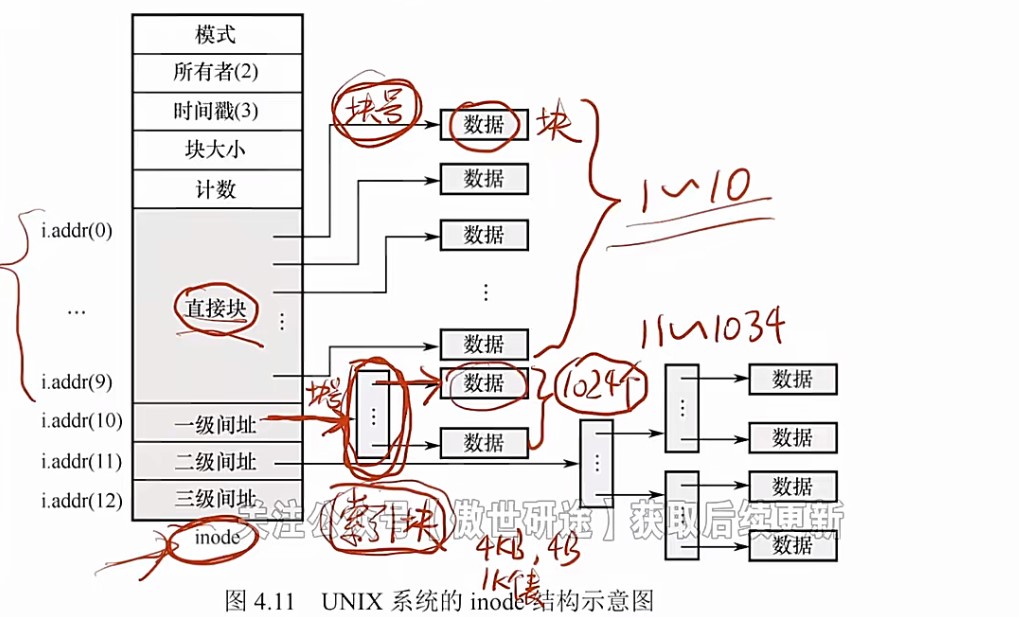 模式
所有者(2)
时间戳(3)
块大小
计数
i.addr(0)
...
i.addr(9)
i.addr(10)
i.addr(11)
i.addr(12)
直接块
⋮
一级间址
二级间址
三级间址
inode
块号
数据 块
数据
数据
⋮
数据
1~10
块号
⋮
数据
数据
1024个
11~1034
索引块
4KB, 4B
⋮
⋮
数据
数据
数据
数据
关注公众号【傲世研途】获取后续更新
图 4.11 UNIX 系统的 inode 结构示意图